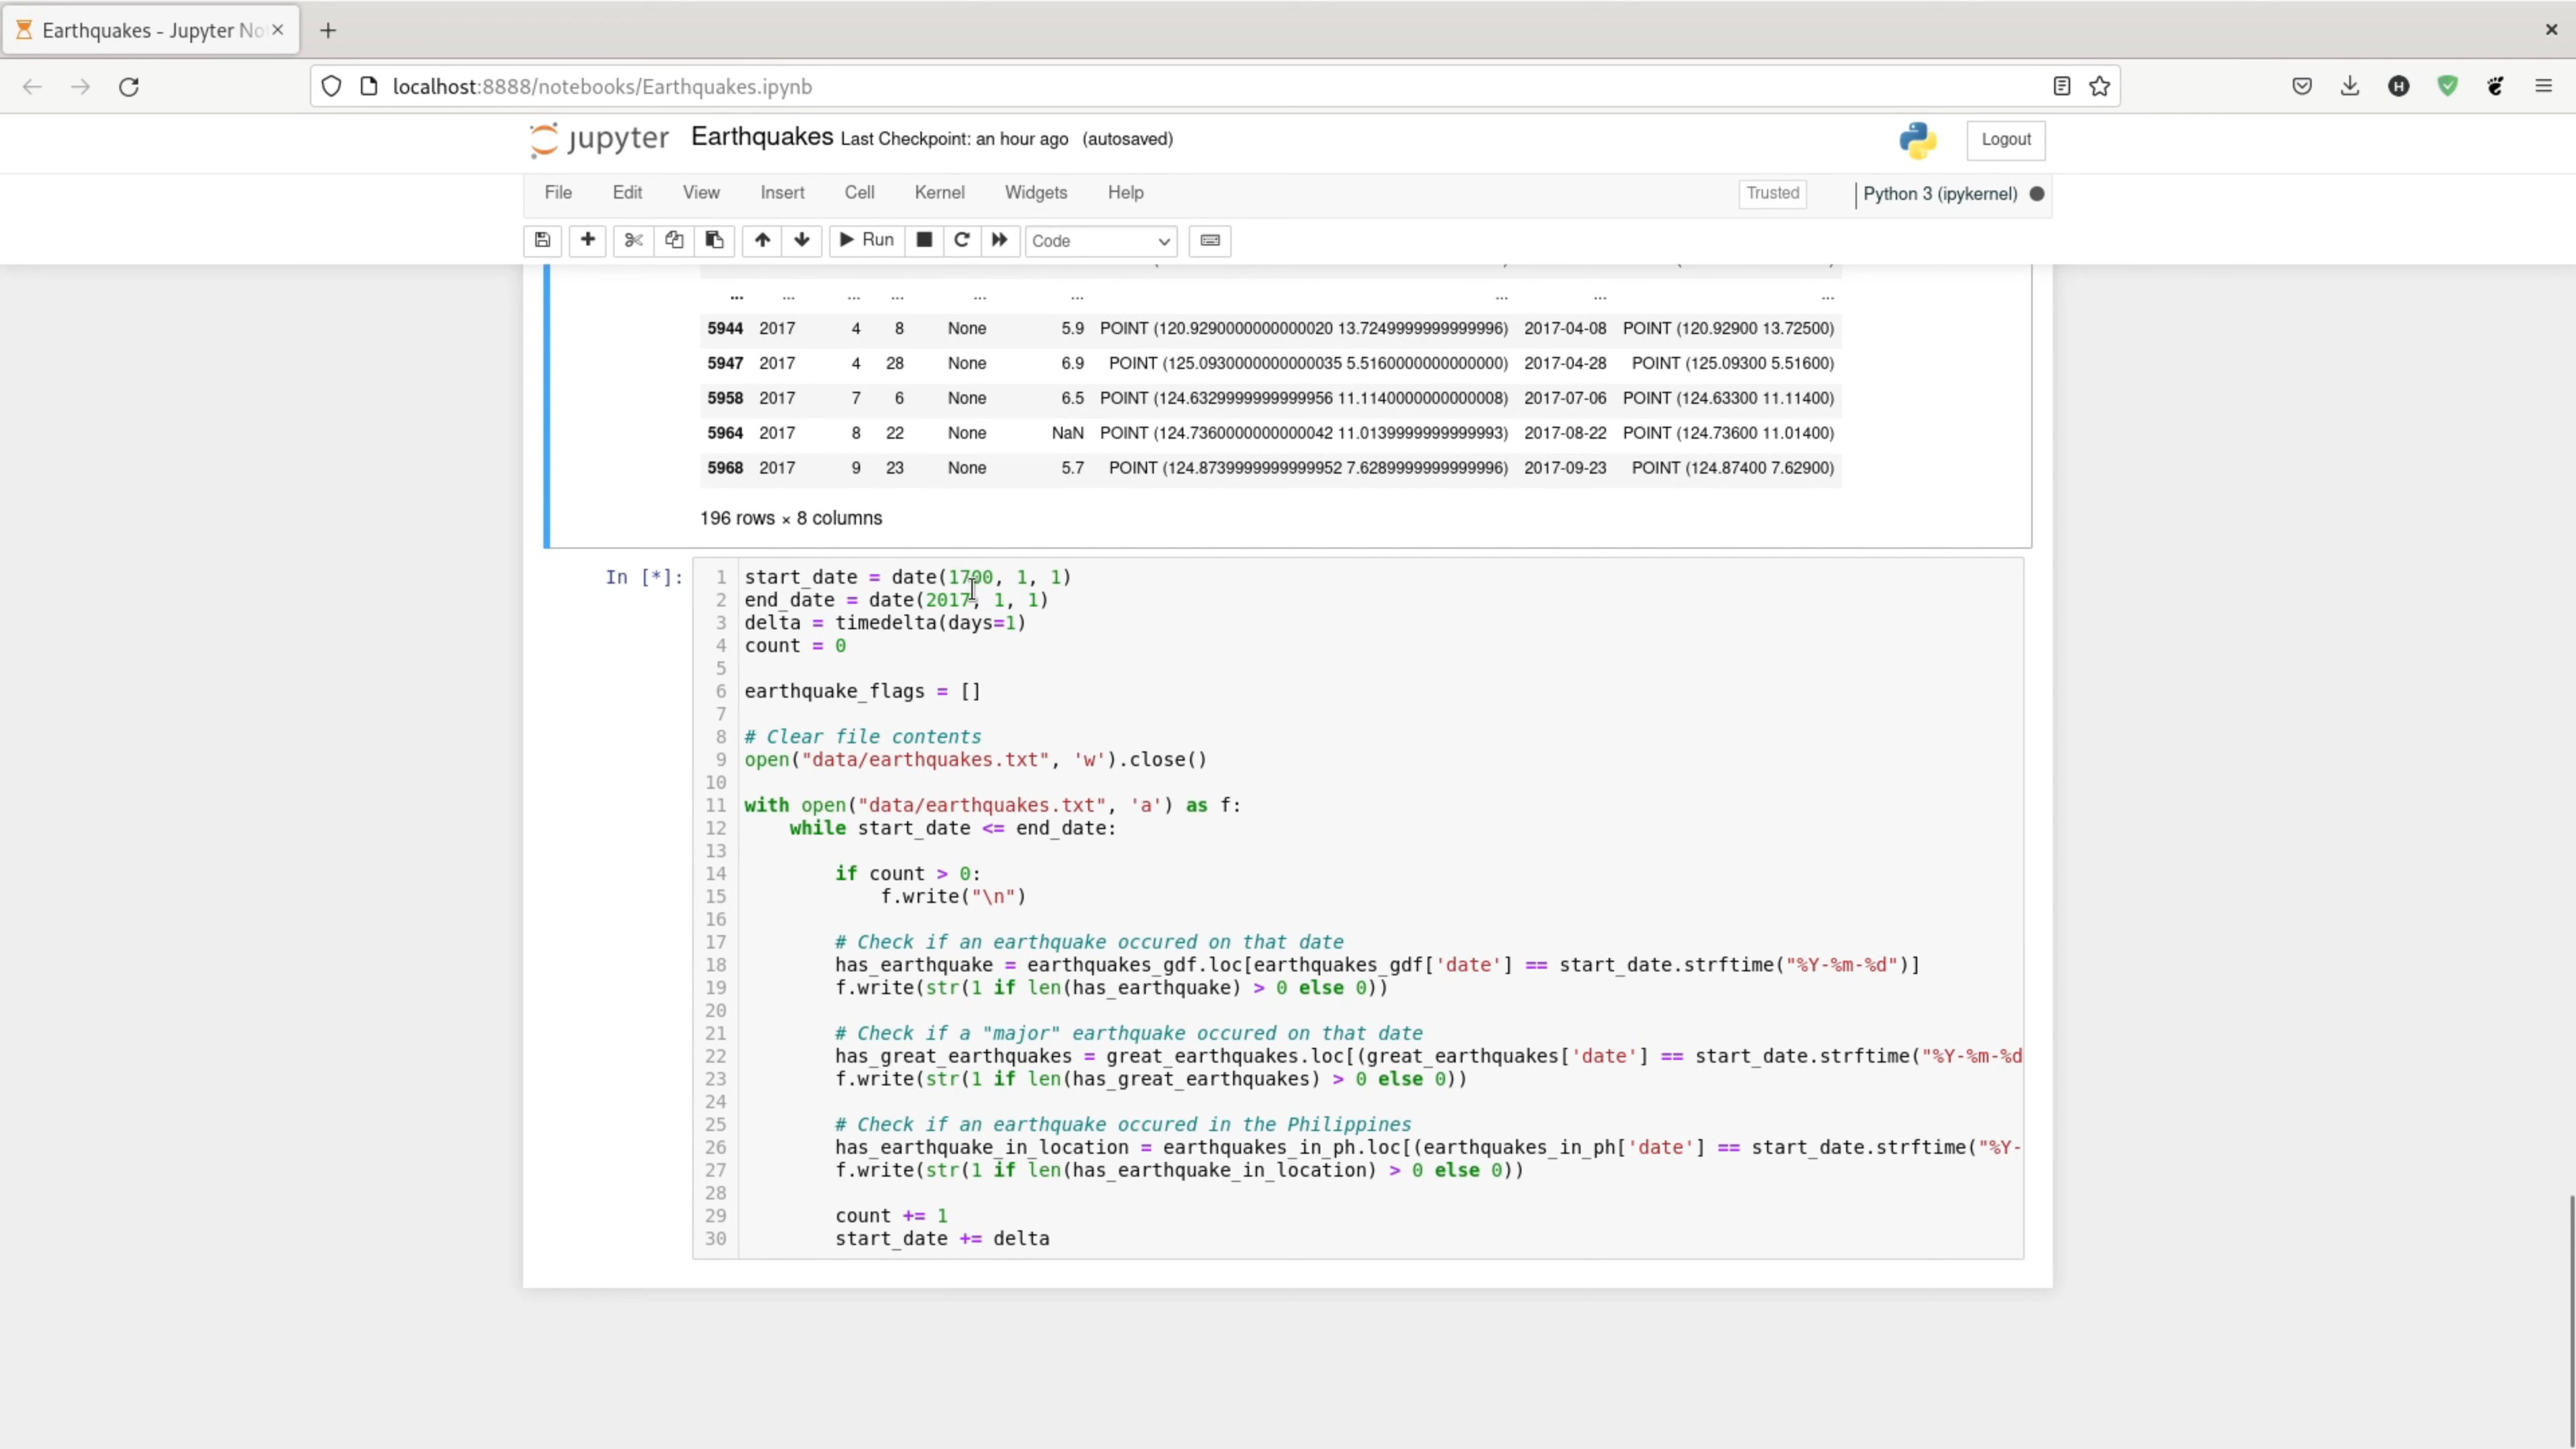 Earthquakes - Jupyter No
localhost:8888/notebooks/Earthquakes.ipynb
jupyter Earthquakes Last Checkpoint: an hour ago (autosaved) Logout
File Edit View Insert Cell Kernel Widgets Help Trusted Python 3 (ipykernel)
Run Code
... ... ... ... ... ... ... ... ...
5944 2017 4 8 None 5.9 POINT (120.9290000000000020 13.7249999999999996) 2017-04-08 POINT (120.92900 13.72500)
5947 2017 4 28 None 6.9 POINT (125.0930000000000035 5.5160000000000000) 2017-04-28 POINT (125.09300 5.51600)
5958 2017 7 6 None 6.5 POINT (124.6329999999999956 11.1140000000000008) 2017-07-06 POINT (124.63300 11.11400)
5964 2017 8 22 None NaN POINT (124.7360000000000042 11.0139999999999993) 2017-08-22 POINT (124.73600 11.01400)
5968 2017 9 23 None 5.7 POINT (124.8739999999999952 7.6289999999999996) 2017-09-23 POINT (124.87400 7.62900)
196 rows × 8 columns
In [*]: 1 start_date = date(1700, 1, 1)
2 end_date = date(2017, 1, 1)
3 delta = timedelta(days=1)
4 count = 0
5
6 earthquake_flags = []
7
8 # Clear file contents
9 open("data/earthquakes.txt", 'w').close()
10
11 with open("data/earthquakes.txt", 'a') as f:
12 while start_date <= end_date:
13
14 if count > 0:
15 f.write("\n")
16
17 # Check if an earthquake occured on that date
18 has_earthquake = earthquakes_gdf.loc[earthquakes_gdf['date'] == start_date.strftime("%Y-%m-%d")]
19 f.write(str(1 if len(has_earthquake) > 0 else 0))
20
21 # Check if a "major" earthquake occured on that date
22 has_great_earthquakes = great_earthquakes.loc[(great_earthquakes['date'] == start_date.strftime("%Y-%m-%d
23 f.write(str(1 if len(has_great_earthquakes) > 0 else 0))
24
25 # Check if an earthquake occured in the Philippines
26 has_earthquake_in_location = earthquakes_in_ph.loc[(earthquakes_in_ph['date'] == start_date.strftime("%Y-
27 f.write(str(1 if len(has_earthquake_in_location) > 0 else 0))
28
29 count += 1
30 start_date += delta